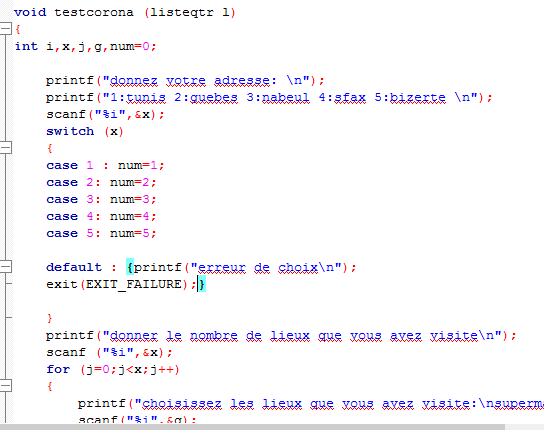 void testcorona (listeqtr l)
{
int i,x,j,g,num=0;
printf("donnez votre adresse: \n");
printf("1:tunis 2:guebes 3:nabeul 4:sfax 5:bizerte \n");
scanf("%i",&x);
switch (x)
{
case 1 : num=1;
case 2: num=2;
case 3: num=3;
case 4: num=4;
case 5: num=5;
default : {printf("erreur de choix\n");
exit(EXIT_FAILURE);}
}
printf("donner le nombre de lieux que vous avez visite\n");
scanf ("%i",&x);
for (j=0;j<x;j++)
{
printf("choisissez les lieux que vous avez visite:\nsuperma
scanf("%i",&g);